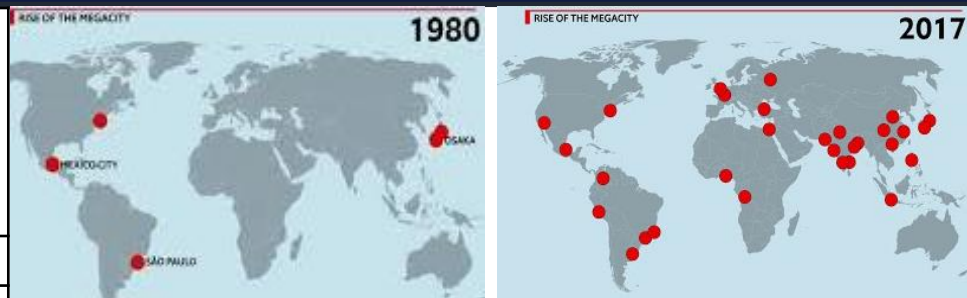 RISE OF THE MEGACITY
1980
MEXICO-CITY
OSAKA
SÃO PAULO
RISE OF THE MEGACITY
2017